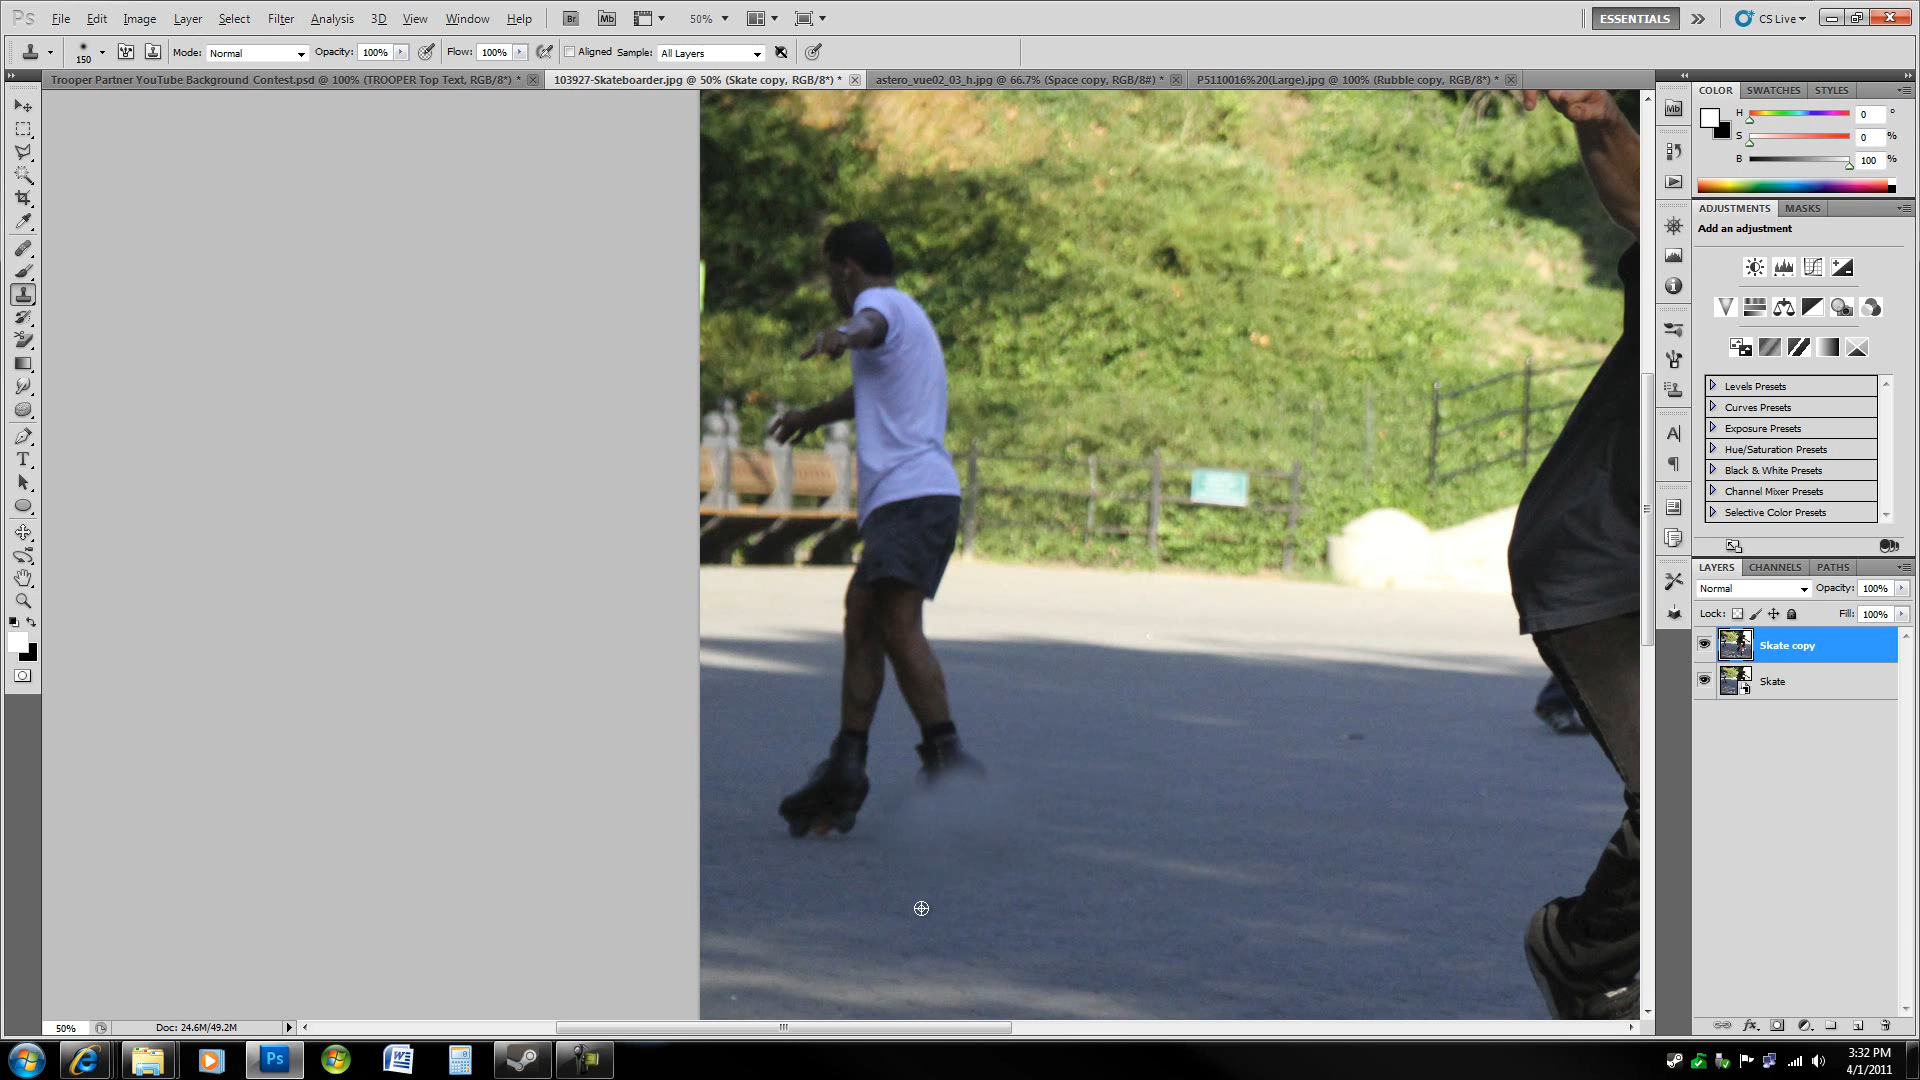 Ps File Edit Image Layer Select Filter Analysis 3D View Window Help Br Mb 50% ESSENTIALS CS Live
150 Mode: Normal Opacity: 100% Flow: 100% Aligned Sample: All Layers
Trooper Partner YouTube Background Contest.psd @ 100% (TROOPER Top Text, RGB/8*) * 103927-Skateboarder.jpg @ 50% (Skate copy, RGB/8*) * astero_vue02_03_h.jpg @ 66.7% (Space copy, RGB/8#) * P5110016%20(Large).jpg @ 100% (Rubble copy, RGB/8*) *
COLOR SWATCHES STYLES
Mb
H 0 °
S 0 %
B 100 %
ADJUSTMENTS MASKS
Add an adjustment
Levels Presets
Curves Presets
Exposure Presets
Hue/Saturation Presets
Black & White Presets
Channel Mixer Presets
Selective Color Presets
LAYERS CHANNELS PATHS
Normal Opacity: 100%
Lock: Fill: 100%
Skate copy
Skate
50% Doc: 24.6M/49.2M
Ps
3:32 PM
4/1/2011